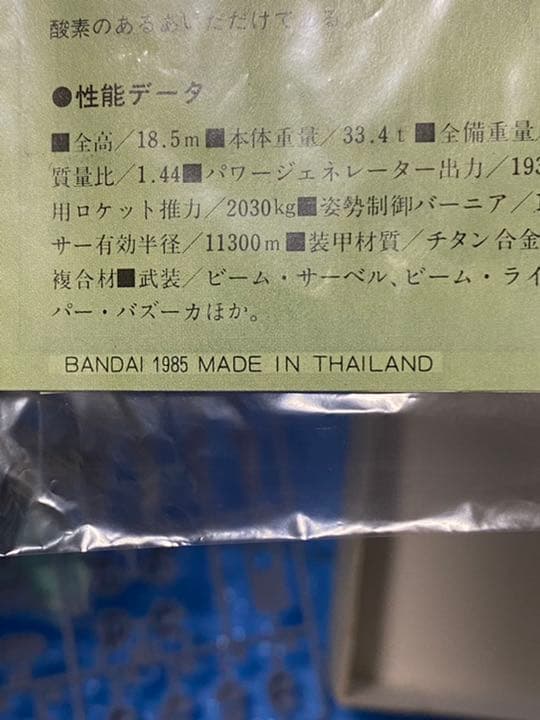 酸素のあるあいただけである。
●性能データ
■全高/18.5m■本体重量/33.4t■全備重量/
質量比/1.44■パワージェネレーター出力/193
用ロケット推力/2030kg■姿勢制御バーニア/
サー有効半径/11300m■装甲材質/チタン合金
複合材■武装/ビーム・サーベル、ビーム・ライ
パー・バズーカほか。
BANDAI 1985 MADE IN THAILAND